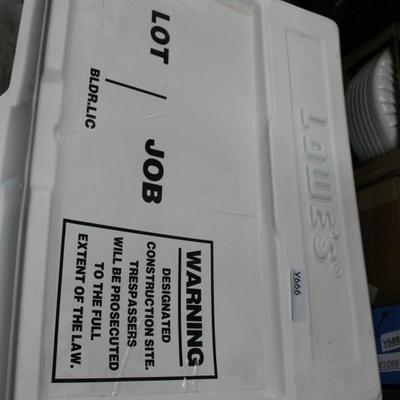 LOT
JOB
BLDR.LIC
WARNING
DESIGNATED
CONSTRUCTION SITE.
TRESPASSERS
WILL BE PROSECUTED
TO THE FULL
EXTENT OF THE LAW.
LOWE'S
Y666
Y688